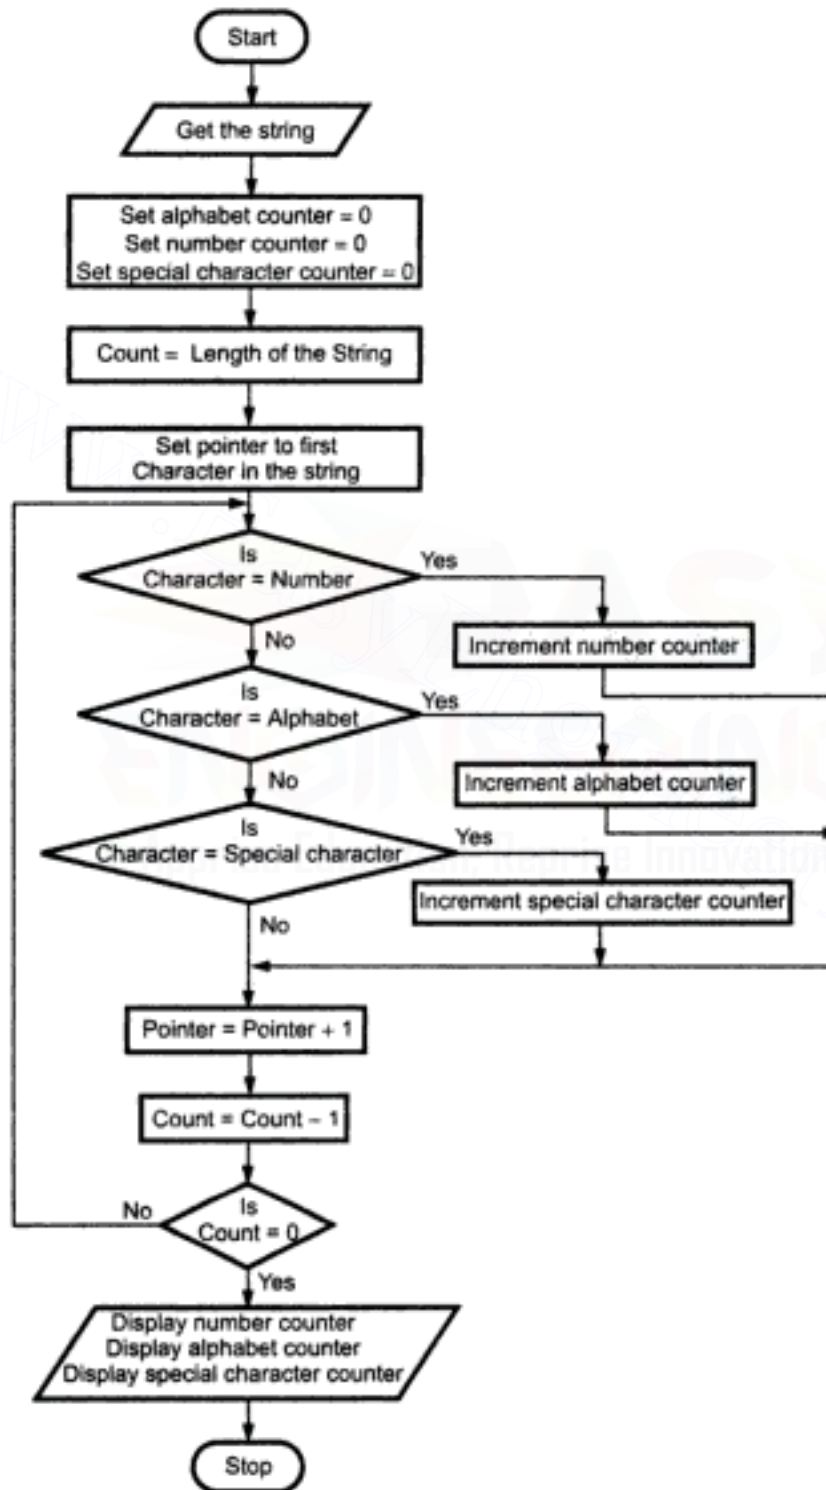 Start
Get the string
Set alphabet counter = 0
Set number counter = 0
Set special character counter = 0
Count = Length of the String
Set pointer to first
Character in the string
Is
Character = Number
Yes
Increment number counter
No
Is
Character = Alphabet
Yes
Increment alphabet counter
No
Is
Character = Special character
Yes
Increment special character counter
No
Pointer = Pointer + 1
Count = Count – 1
Is
Count = 0
No
Yes
Display number counter
Display alphabet counter
Display special character counter
Stop